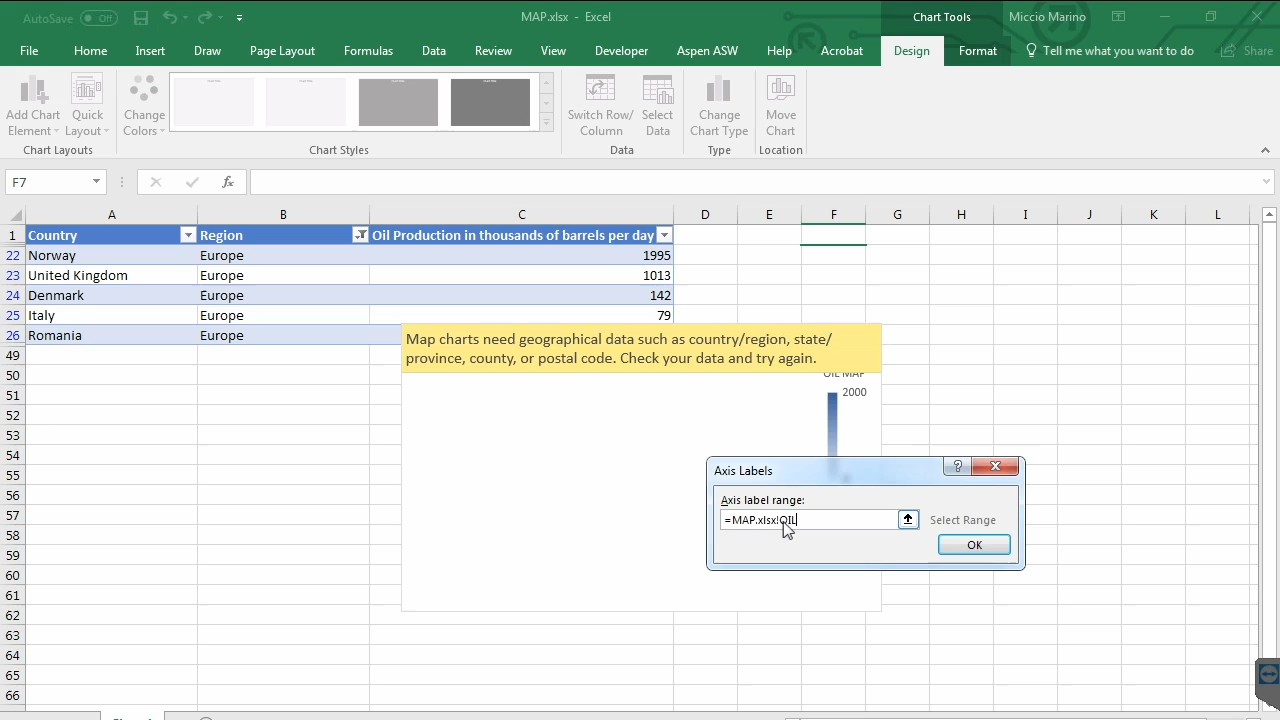 AutoSave Off
MAP.xlsx - Excel
Chart Tools
Miccio Marino
File Home Insert Draw Page Layout Formulas Data Review View Developer Aspen ASW Help Acrobat Design Format Tell me what you want to do Share
Add Chart Element
Quick Layout
Change Colors
Switch Row/ Column
Select Data
Change Chart Type
Move Chart
Chart Layouts
Chart Styles
Data
Type
Location
F7
fx
A B C D E F G H I J K L
1 Country Region Oil Production in thousands of barrels per day
22 Norway Europe 1995
23 United Kingdom Europe 1013
24 Denmark Europe 142
25 Italy Europe 79
26 Romania Europe
49
50
51
52
53
54
55
56
57
58
59
60
61
62
63
64
65
66
Map charts need geographical data such as country/region, state/
province, county, or postal code. Check your data and try again.
OIL MAP
2000
Axis Labels
?
Axis label range:
=MAP.xlsx!OIL
Select Range
OK